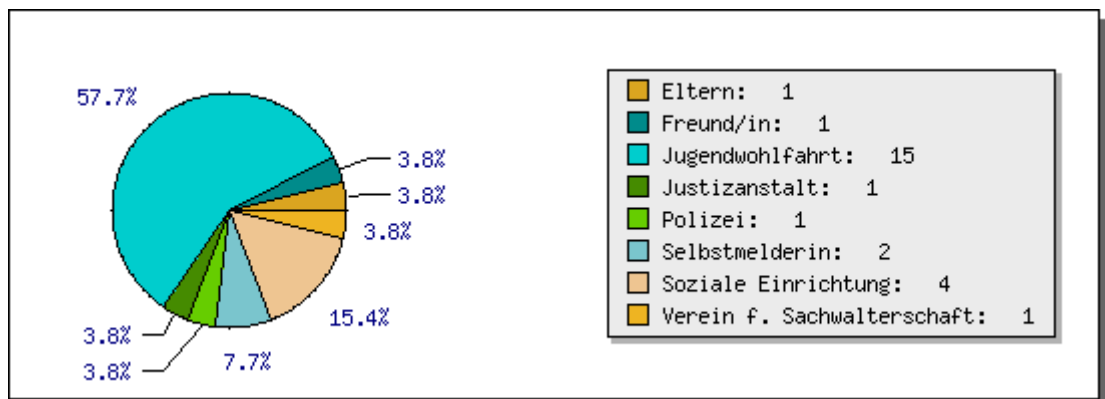 57.7%
3.8%
3.8%
3.8%
15.4%
7.7%
3.8%
3.8%
Eltern: 1
Freund/in: 1
Jugendwohlfahrt: 15
Justizanstalt: 1
Polizei: 1
Selbstmelderin: 2
Soziale Einrichtung: 4
Verein f. Sachwalterschaft: 1